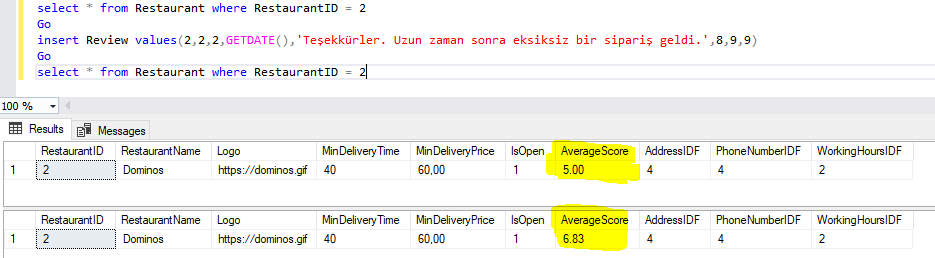 select * from Restaurant where RestaurantID = 2
Go
insert Review values(2,2,2,GETDATE(),'Teşekkürler. Uzun zaman sonra eksiksiz bir sipariş geldi.',8,9,9)
Go
select * from Restaurant where RestaurantID = 2
100 %
Results Messages
RestaurantID RestaurantName Logo MinDeliveryTime MinDeliveryPrice IsOpen AverageScore AddressIDF PhoneNumberIDF WorkingHoursIDF
1 2 Dominos https://dominos.gif 40 60,00 1 5.00 4 4 2
RestaurantID RestaurantName Logo MinDeliveryTime MinDeliveryPrice IsOpen AverageScore AddressIDF PhoneNumberIDF WorkingHoursIDF
1 2 Dominos https://dominos.gif 40 60,00 1 6.83 4 4 2